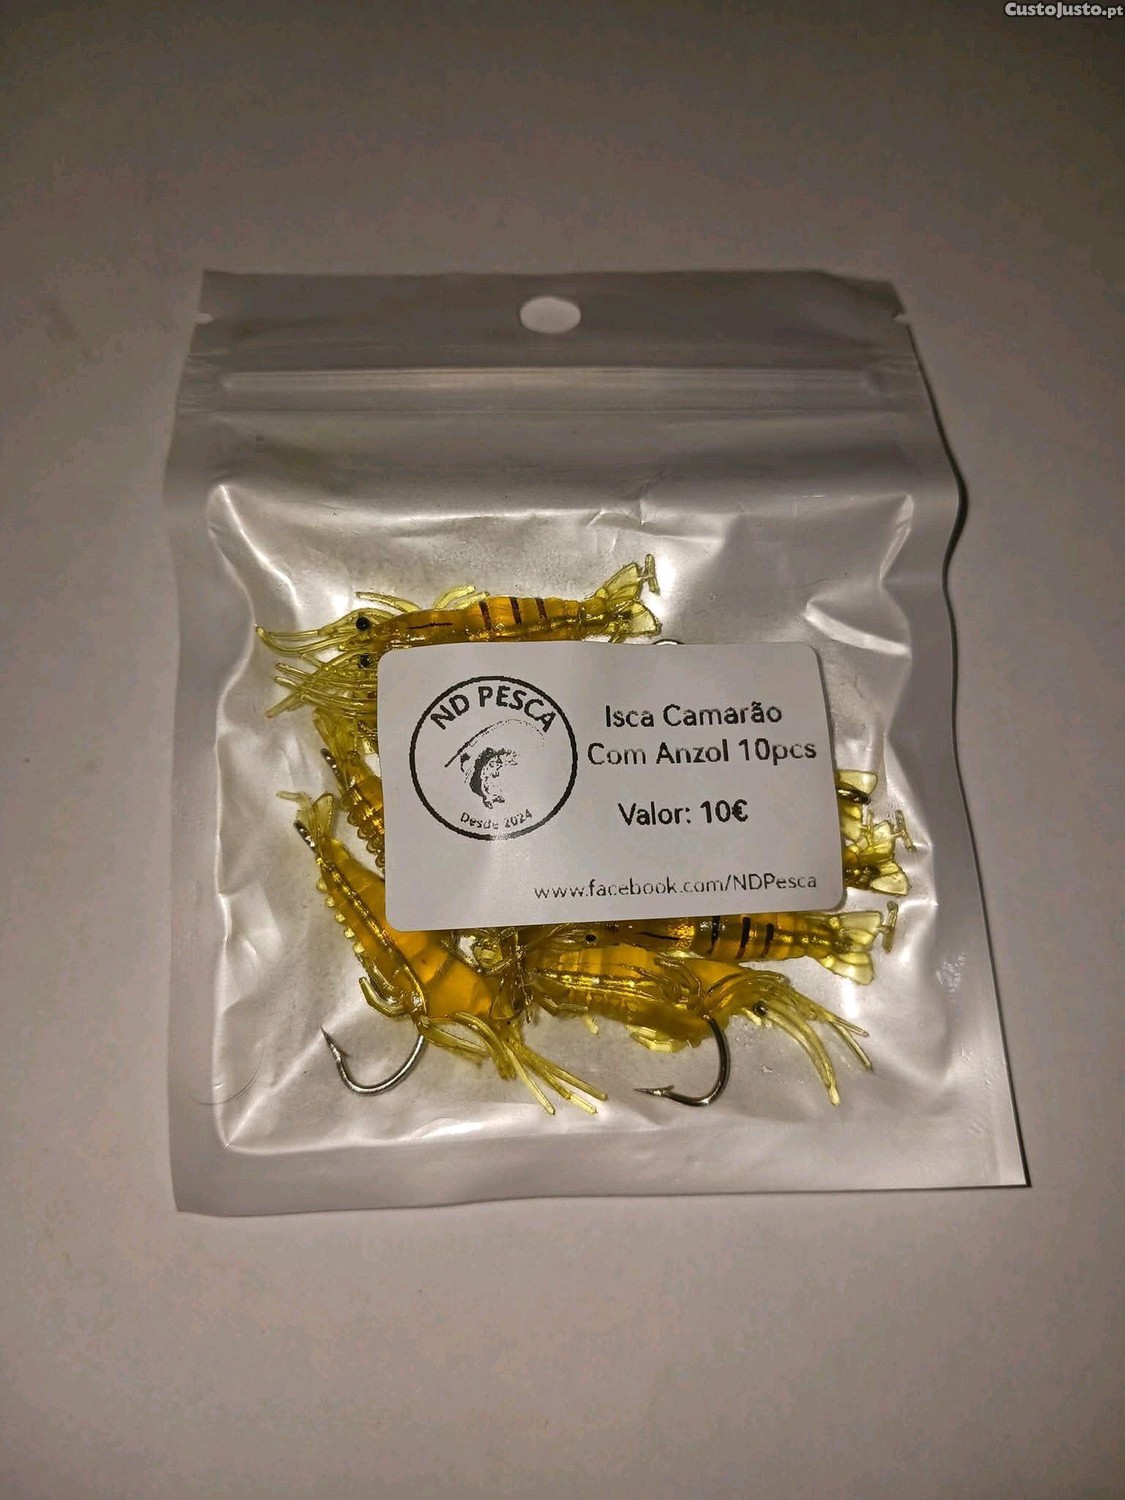 CustoJusto.pt
ND PESCA
Desde 2024
Isca Camarão
Com Anzol 10pcs
Valor: 10€
www.facebook.com/NDPesca